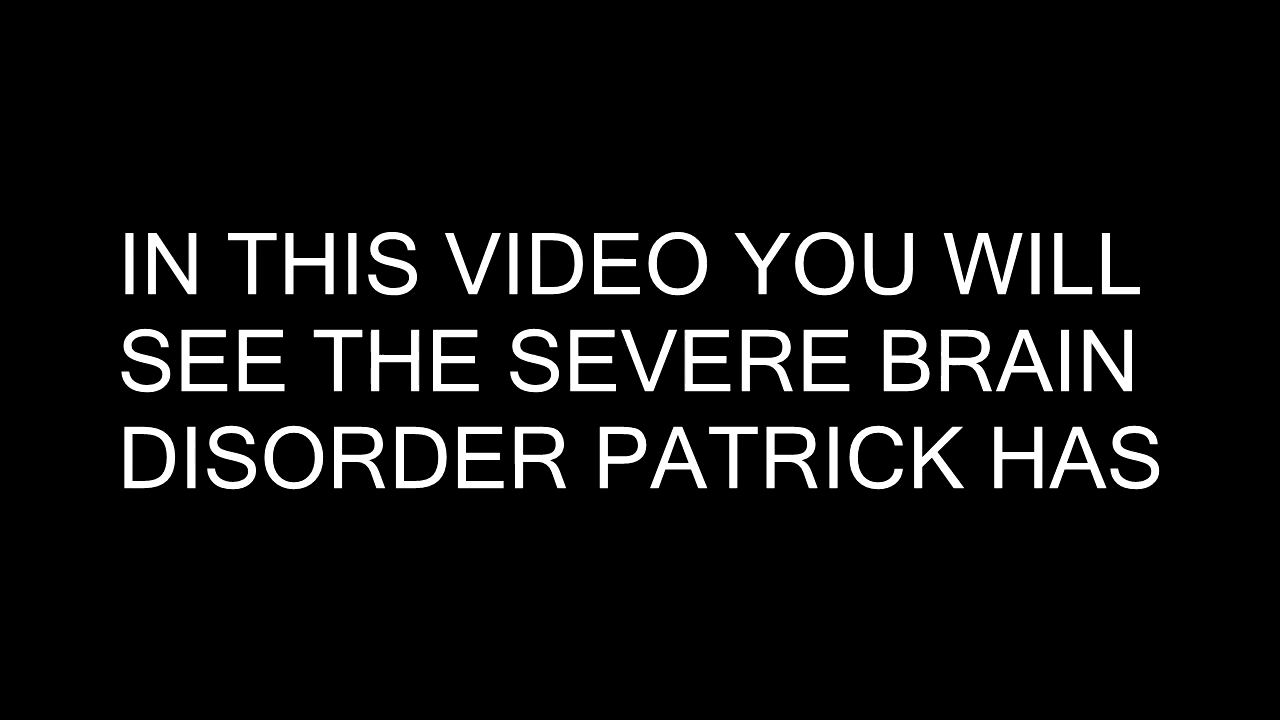 IN THIS VIDEO YOU WILL
SEE THE SEVERE BRAIN
DISORDER PATRICK HAS